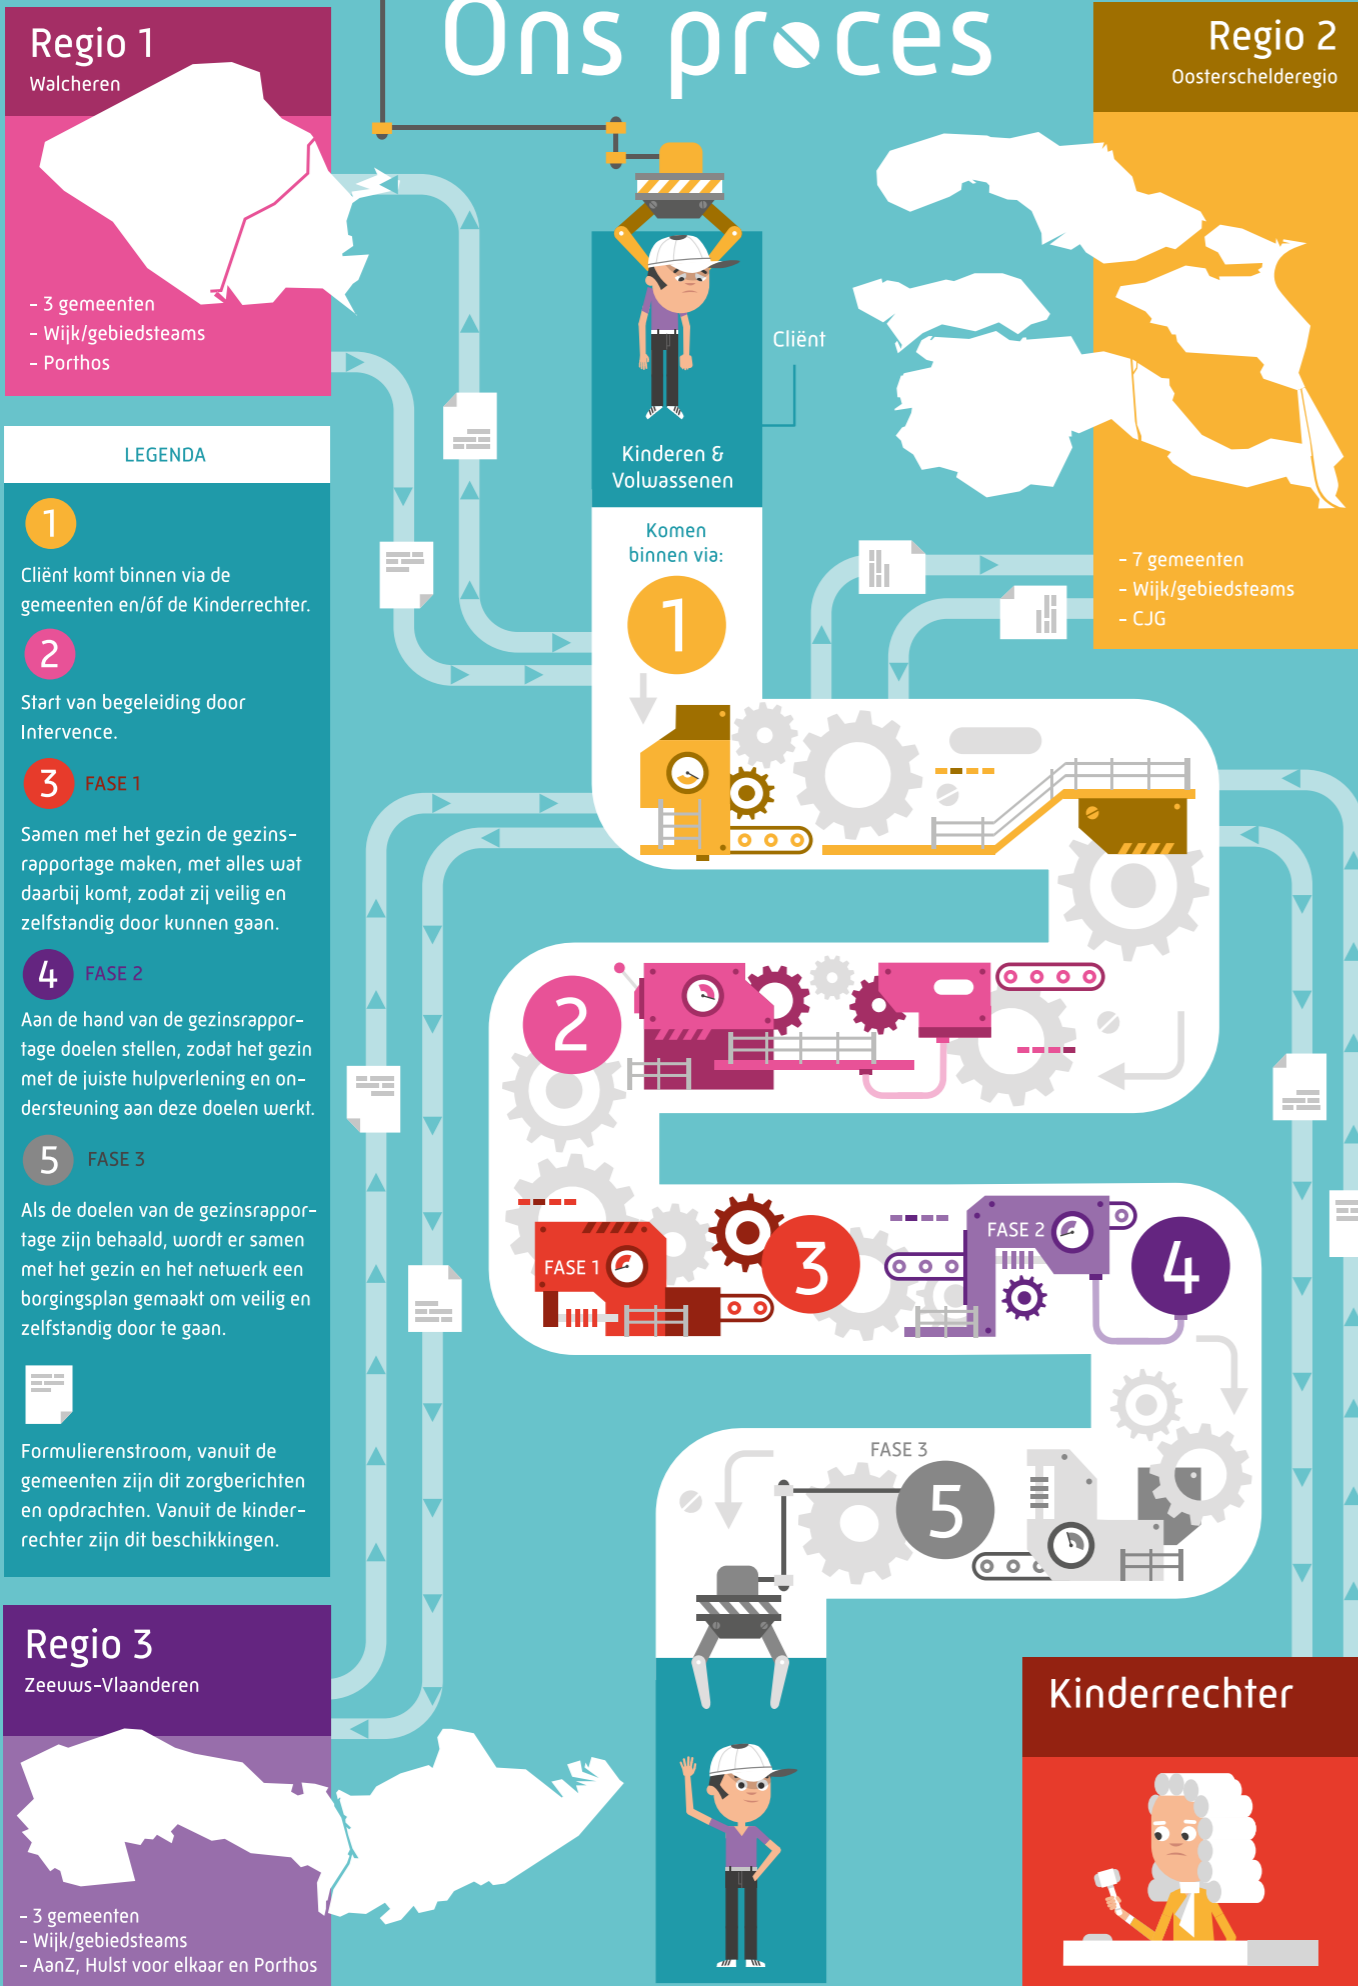 Ons proces
Regio 1
Walcheren
- 3 gemeenten
- Wijk/gebiedsteams
- Porthos
Regio 2
Oosterschelderegio
- 7 gemeenten
- Wijk/gebiedsteams
- CJG
LEGENDA
1
Cliënt komt binnen via de
gemeenten en/óf de Kinderrechter.
2
Start van begeleiding door
Intervence.
3 FASE 1
Samen met het gezin de gezins-
rapportage maken, met alles wat
daarbij komt, zodat zij veilig en
zelfstandig door kunnen gaan.
4 FASE 2
Aan de hand van de gezinsrappor-
tage doelen stellen, zodat het gezin
met de juiste hulpverlening en on-
dersteuning aan deze doelen werkt.
5 FASE 3
Als de doelen van de gezinsrappor-
tage zijn behaald, wordt er samen
met het gezin en het netwerk een
borgingsplan gemaakt om veilig en
zelfstandig door te gaan.
Formulierenstroom, vanuit de
gemeenten zijn dit zorgberichten
en opdrachten. Vanuit de kinder-
rechter zijn dit beschikkingen.
Cliënt
Kinderen &
Volwassenen
Komen
binnen via:
1
2
FASE 1
3
FASE 2
4
FASE 3
5
Regio 3
Zeeuws-Vlaanderen
- 3 gemeenten
- Wijk/gebiedsteams
- AanZ, Hulst voor elkaar en Porthos
Kinderrechter